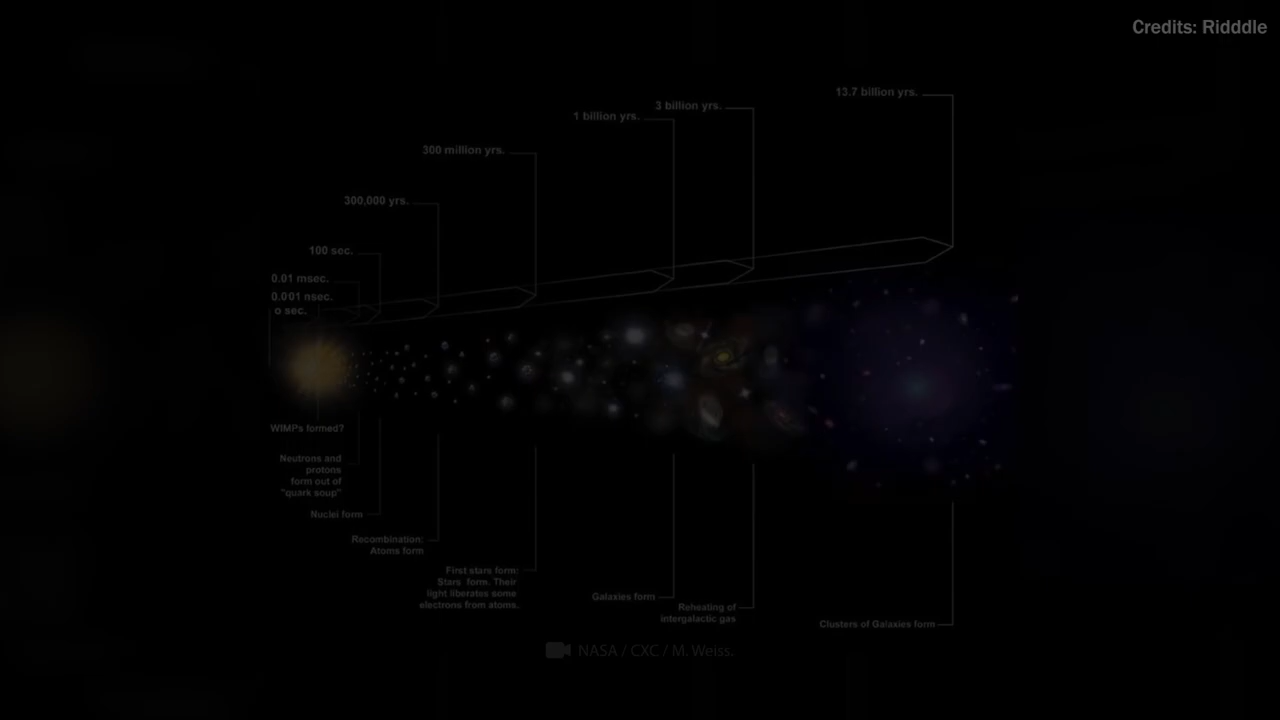 Credits: Ridddle
13.7 billion yrs.
3 billion yrs.
1 billion yrs.
300 million yrs.
300,000 yrs.
100 sec.
0.01 msec.
0.001 nsec.
o sec.
WIMPs formed?
Neutrons and
protons
form out of
"quark soup"
Nuclei form
Recombination:
Atoms form
First stars form:
Stars form. Their
light liberates some
electrons from atoms.
Galaxies form
Reheating of
intergalactic gas
Clusters of Galaxies form
NASA / CXC / M. Weiss.